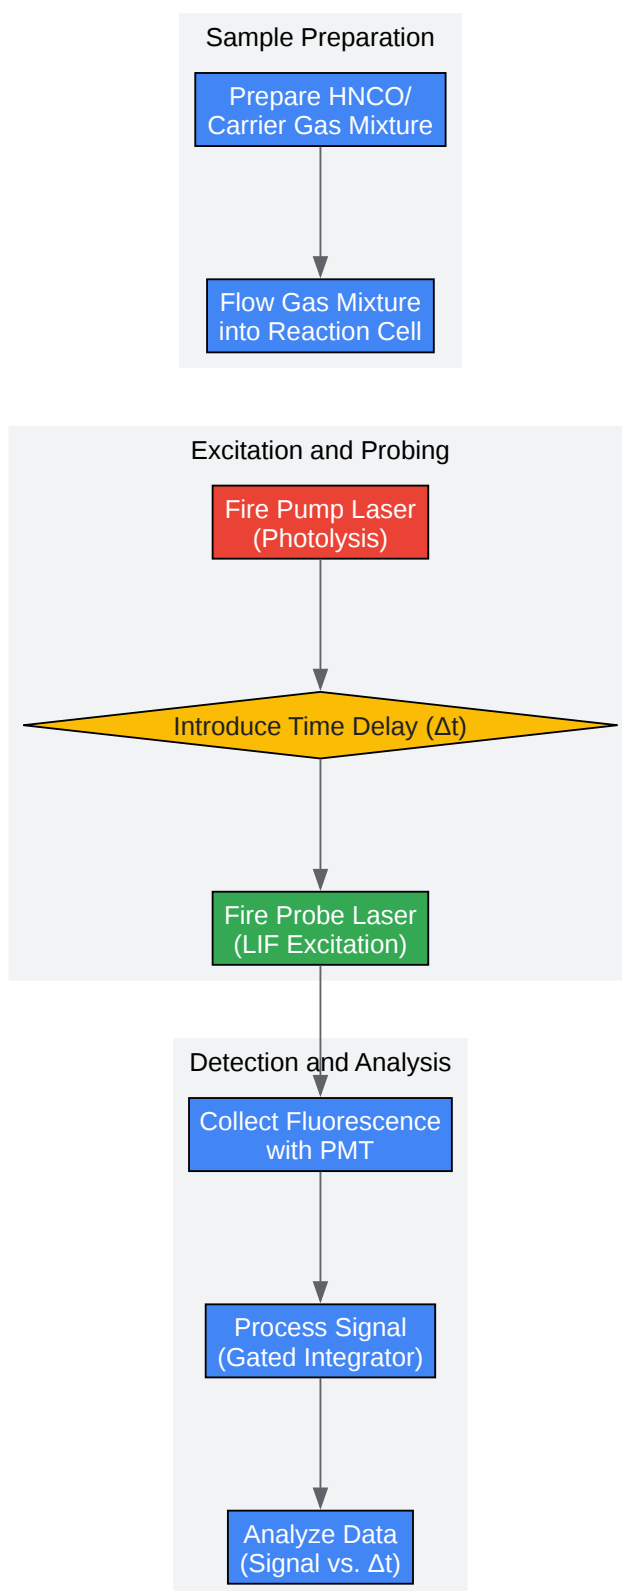 Sample Preparation
Prepare HNCO/
Carrier Gas Mixture
Flow Gas Mixture
into Reaction Cell
Excitation and Probing
Fire Pump Laser
(Photolysis)
Introduce Time Delay (Δt)
Fire Probe Laser
(LIF Excitation)
Detection and Analysis
Collect Fluorescence
with PMT
Process Signal
(Gated Integrator)
Analyze Data
(Signal vs. Δt)